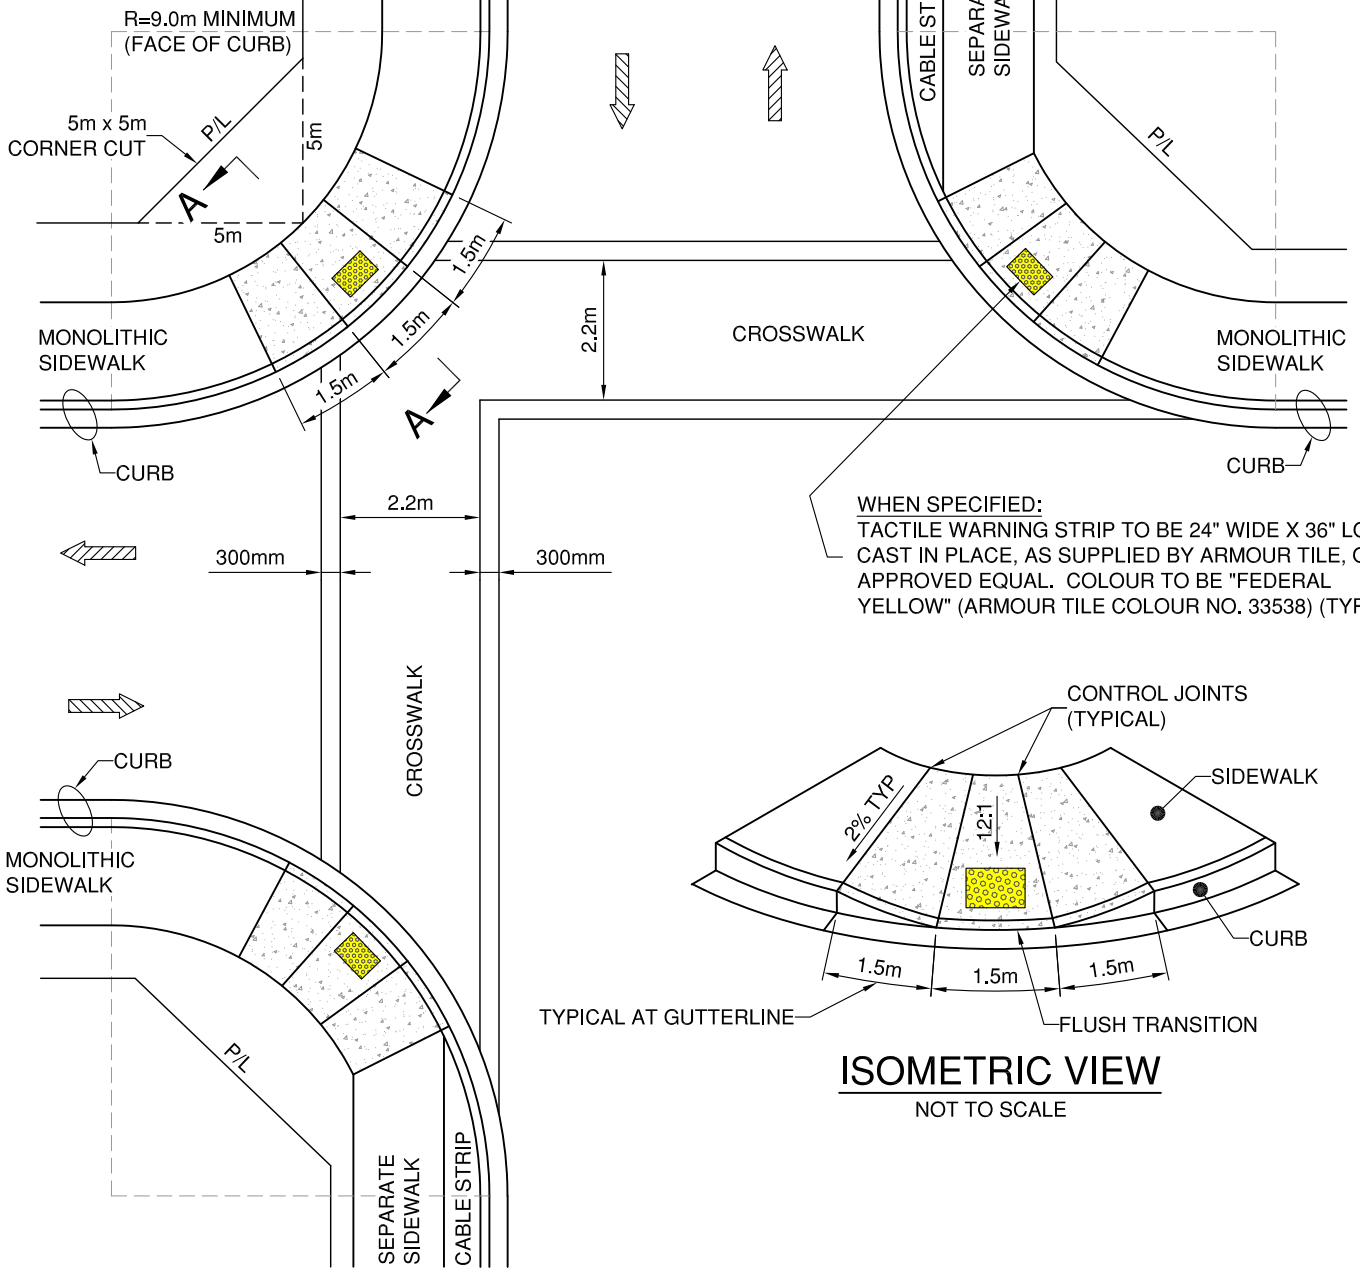 R=9.0m MINIMUM
(FACE OF CURB)
5m x 5m
CORNER CUT
P/L
5m
A
5m
1.5m
1.5m
1.5m
A
MONOLITHIC
SIDEWALK
CURB
CABLE ST
SEPARA
SIDEWA
P/L
2.2m
CROSSWALK
MONOLITHIC
SIDEWALK
CURB
2.2m
300mm
300mm
WHEN SPECIFIED:
TACTILE WARNING STRIP TO BE 24" WIDE X 36" LO
CAST IN PLACE, AS SUPPLIED BY ARMOUR TILE, O
APPROVED EQUAL. COLOUR TO BE "FEDERAL
YELLOW" (ARMOUR TILE COLOUR NO. 33538) (TYP
CROSSWALK
CURB
MONOLITHIC
SIDEWALK
P/L
SEPARATE
SIDEWALK
CABLE STRIP
CONTROL JOINTS
(TYPICAL)
SIDEWALK
2% TYP
12:1
CURB
1.5m
1.5m
1.5m
TYPICAL AT GUTTERLINE
FLUSH TRANSITION
ISOMETRIC VIEW
NOT TO SCALE